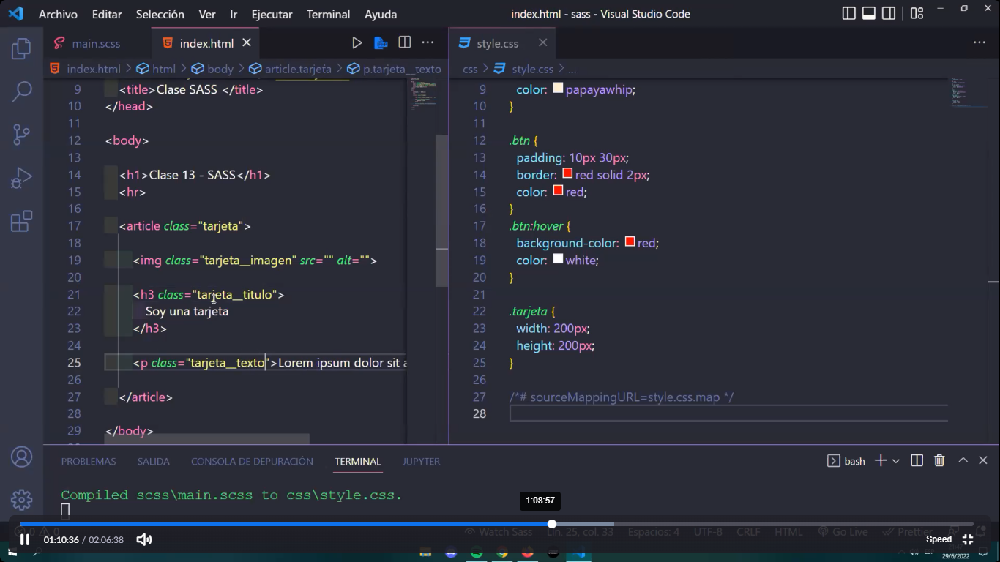 Archivo Editar Selección Ver Ir Ejecutar Terminal Ayuda index.html - sass - Visual Studio Code
main.scss index.html style.css
index.html > html > body > article.tarjeta > p.tarjeta__texto
css > style.css > ...
9 <title>Clase SASS </title>
10 </head>
11
12 <body>
13
14 <h1>Clase 13 - SASS</h1>
15 <hr>
16
17 <article class="tarjeta">
18
19 <img class="tarjeta__imagen" src="" alt="">
20
21 <h3 class="tarjeta__titulo">
22 Soy una tarjeta
23 </h3>
24
25 <p class="tarjeta__texto">Lorem ipsum dolor sit a
26
27 </article>
28
29 </body>
9 color: papayawhip;
10 }
11
12 .btn {
13 padding: 10px 30px;
14 border: red solid 2px;
15 color: red;
16 }
17 .btn:hover {
18 background-color: red;
19 color: white;
20 }
21
22 .tarjeta {
23 width: 200px;
24 height: 200px;
25 }
26
27 /*# sourceMappingURL=style.css.map */
28
PROBLEMAS SALIDA CONSOLA DE DEPURACIÓN TERMINAL JUPYTER bash
Compiled scss\main.scss to css\style.css.
1:08:57
0 0 Watch Sass Lín. 25, col. 33 Espacios: 4 UTF-8 CRLF HTML Go Live Prettier
01:10:36 / 02:06:38 Speed
29/6/2022